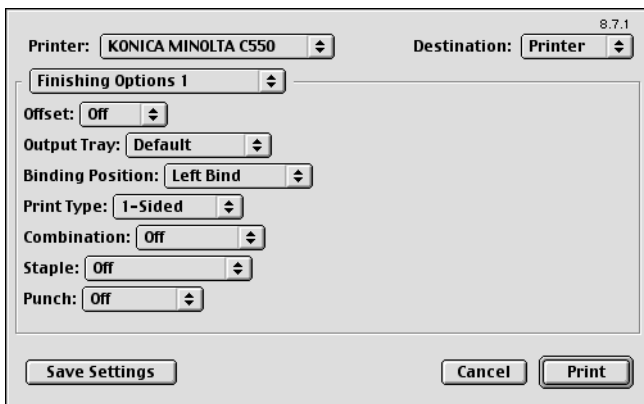 8.7.1
Printer: KONICA MINOLTA C550 Destination: Printer
Finishing Options 1
Offset: Off
Output Tray: Default
Binding Position: Left Bind
Print Type: 1-Sided
Combination: Off
Staple: Off
Punch: Off
Save Settings Cancel Print